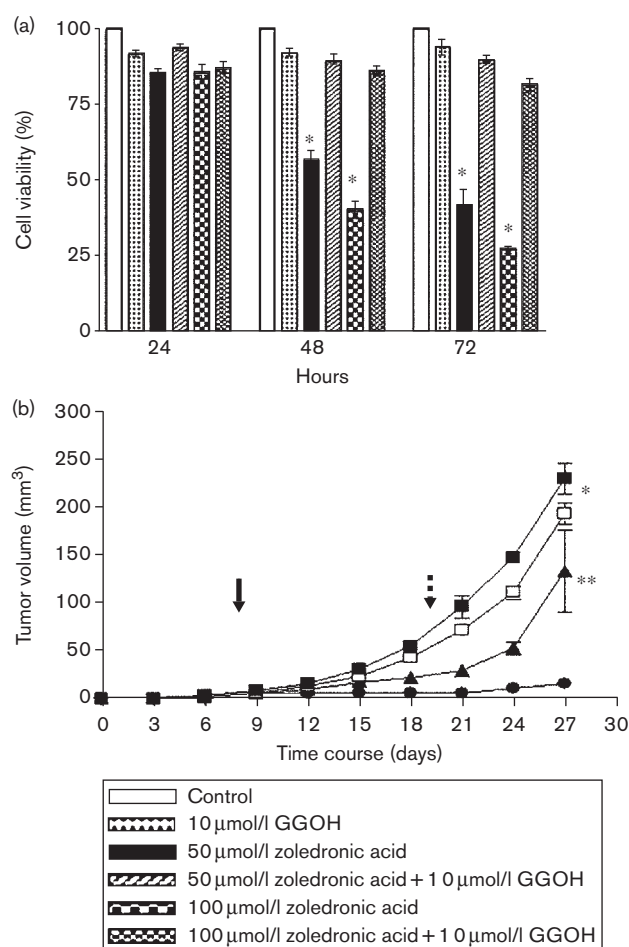 (a)
100
75
50
25
0
Cell viability (%)
*
*
*
*
24 48 72
Hours
(b)
300
250
200
150
100
50
0
Tumor volume (mm³)
*
**
0 3 6 9 12 15 18 21 24 27 30
Time course (days)
Control
10 µmol/l GGOH
50 µmol/l zoledronic acid
50 µmol/l zoledronic acid + 10 µmol/l GGOH
100 µmol/l zoledronic acid
100 µmol/l zoledronic acid + 10 µmol/l GGOH